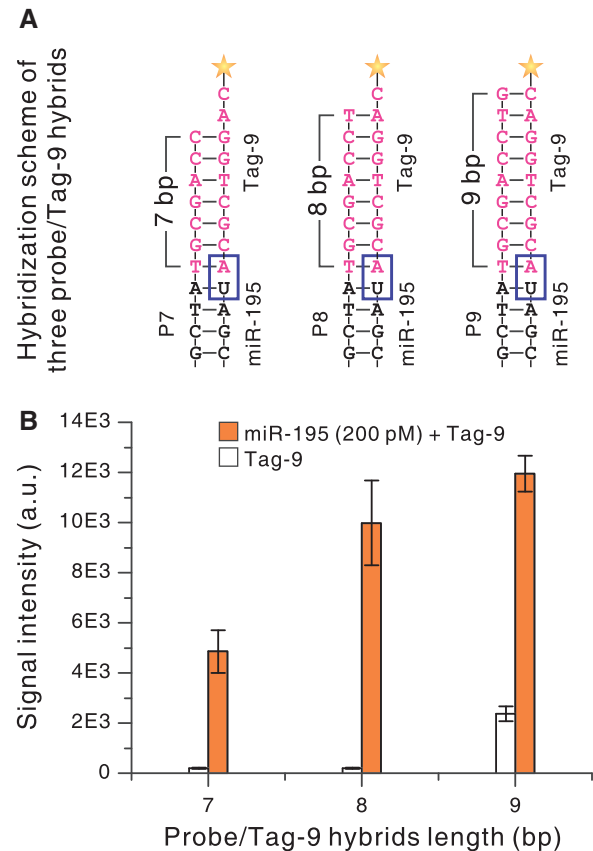 A
Hybridization scheme of
three probe/Tag-9 hybrids
C
A
C G
C G
A T
G C
C G
G C
T A
A U
T A
C G
G C
7 bp
Tag-9
P7
miR-195
C
T A
C G
C G
A T
G C
C G
G C
T A
A U
T A
C G
G C
8 bp
Tag-9
P8
miR-195
G C
T A
C G
C G
A T
G C
C G
G C
T A
A U
T A
C G
G C
9 bp
Tag-9
P9
miR-195
B
Signal intensity (a.u.)
14E3
12E3
10E3
8E3
6E3
4E3
2E3
0
miR-195 (200 pM) + Tag-9
Tag-9
7 8 9
Probe/Tag-9 hybrids length (bp)